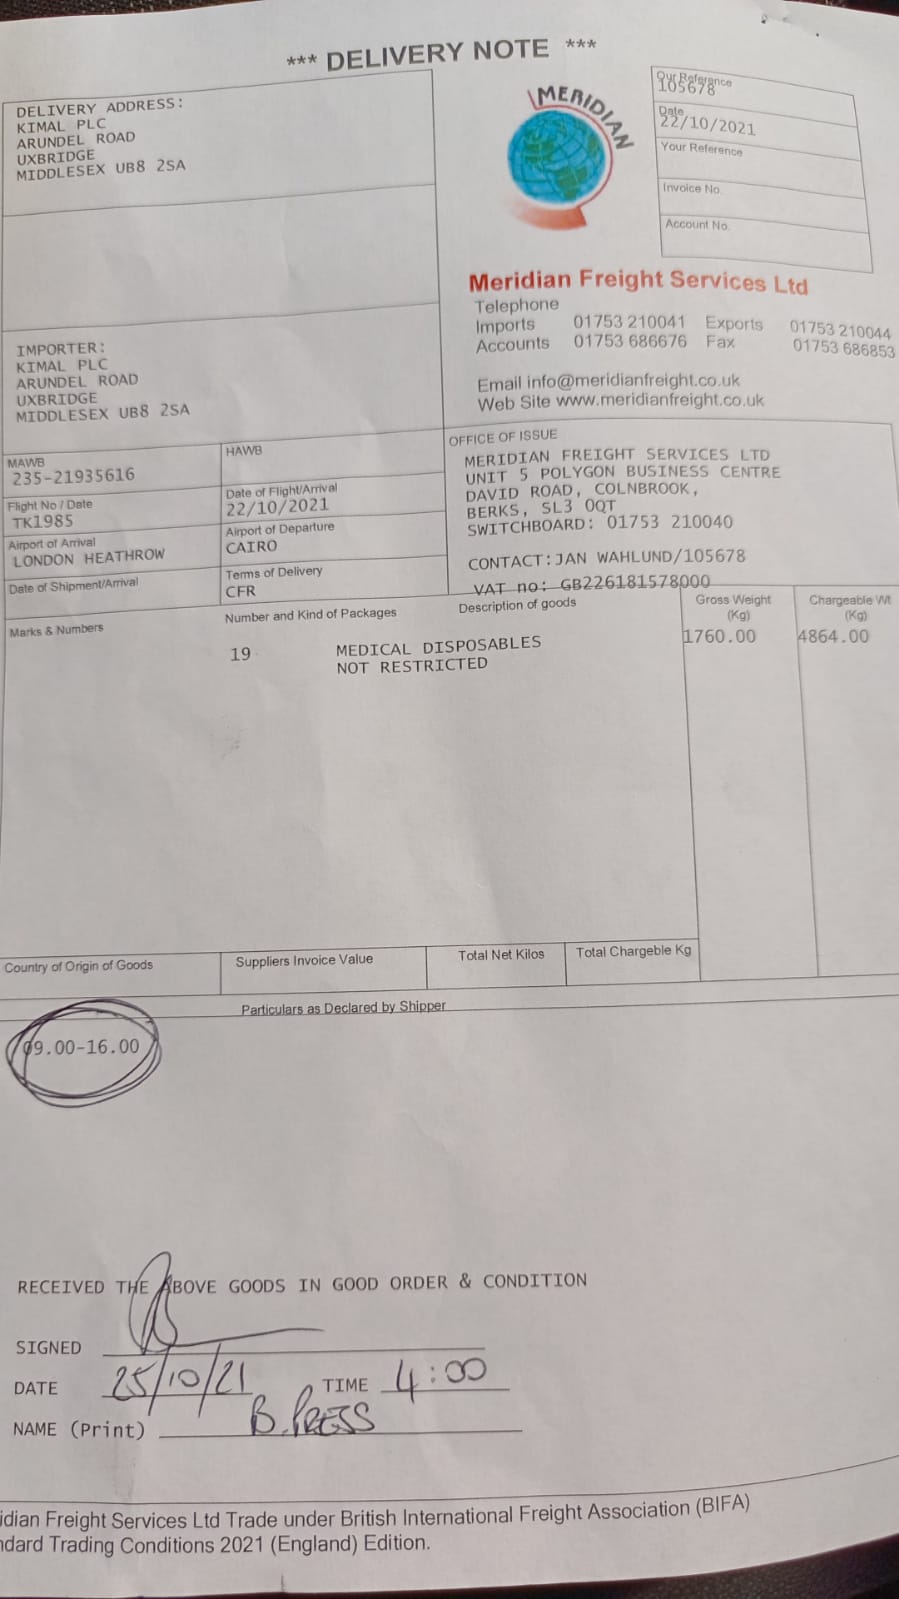 *** DELIVERY NOTE ***
DELIVERY ADDRESS:
KIMAL PLC
ARUNDEL ROAD
UXBRIDGE
MIDDLESEX UB8 2SA
MERIDIAN
Our Reference
105678
Date
22/10/2021
Your Reference
Invoice No.
Account No.
Meridian Freight Services Ltd
Telephone
Imports 01753 210041 Exports 01753 210044
Accounts 01753 686676 Fax 01753 686853
Email info@meridianfreight.co.uk
Web Site www.meridianfreight.co.uk
IMPORTER:
KIMAL PLC
ARUNDEL ROAD
UXBRIDGE
MIDDLESEX UB8 2SA
MAWB
235-21935616
HAWB
Flight No / Date
TK1985
Date of Flight/Arrival
22/10/2021
Airport of Arrival
LONDON HEATHROW
Airport of Departure
CAIRO
Date of Shipment/Arrival
Terms of Delivery
CFR
OFFICE OF ISSUE
MERIDIAN FREIGHT SERVICES LTD
UNIT 5 POLYGON BUSINESS CENTRE
DAVID ROAD, COLNBROOK,
BERKS, SL3 0QT
SWITCHBOARD: 01753 210040
CONTACT:JAN WAHLUND/105678
VAT no: GB226181578000
Marks & Numbers
Number and Kind of Packages
Description of goods
Gross Weight
(Kg)
Chargeable Wt
(Kg)
19 MEDICAL DISPOSABLES 1760.00 4864.00
NOT RESTRICTED
Country of Origin of Goods
Suppliers Invoice Value
Total Net Kilos
Total Chargeble Kg
Particulars as Declared by Shipper
09.00-16.00
RECEIVED THE ABOVE GOODS IN GOOD ORDER & CONDITION
SIGNED
DATE 25/10/21 TIME 4:00
NAME (Print) B. PRESS
idian Freight Services Ltd Trade under British International Freight Association (BIFA)
ndard Trading Conditions 2021 (England) Edition.